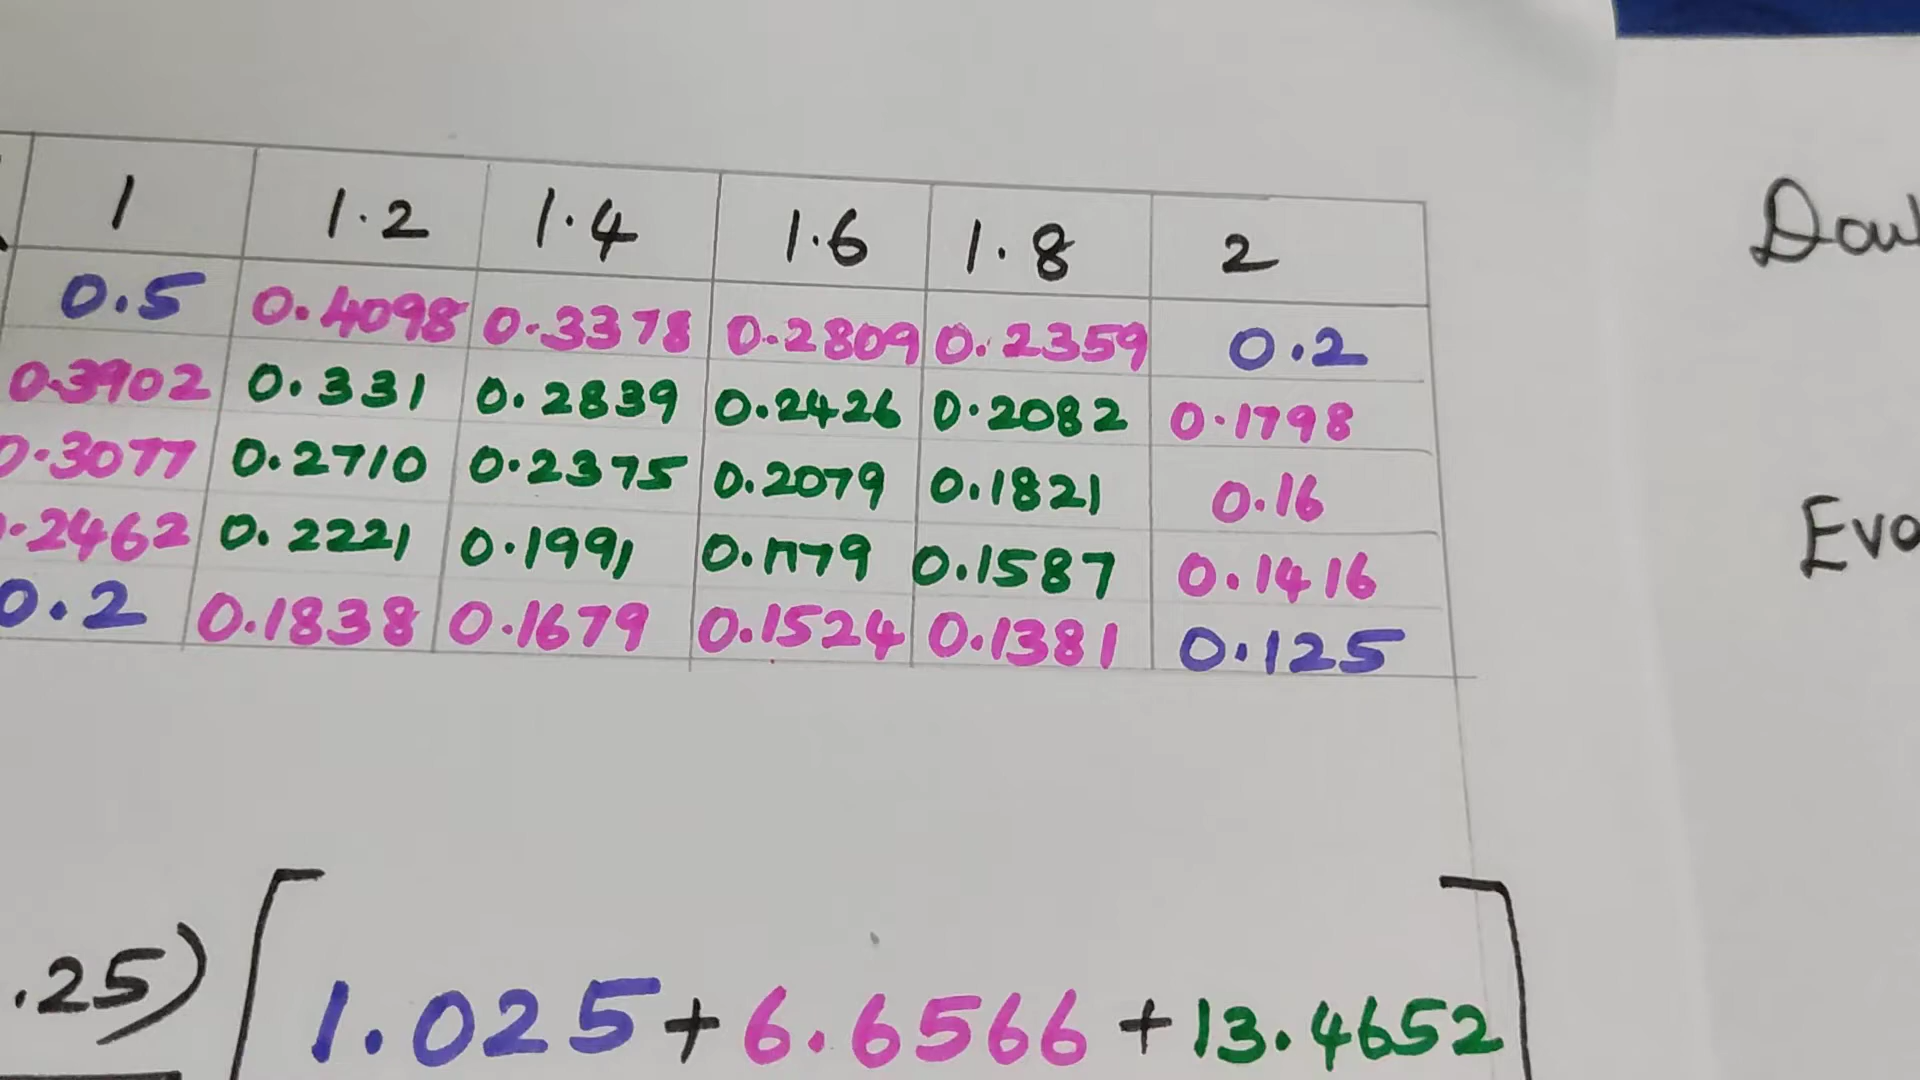 1 1.2 1.4 1.6 1.8 2
0.5 0.4098 0.3378 0.2809 0.2359 0.2
0.3902 0.331 0.2839 0.2426 0.2082 0.1798
0.3077 0.2710 0.2375 0.2079 0.1821 0.16
.2462 0.2221 0.1991 0.1779 0.1587 0.1416
0.2 0.1838 0.1679 0.1524 0.1381 0.125
.25) [1.025 + 6.6566 + 13.4652]
Dou
Eva